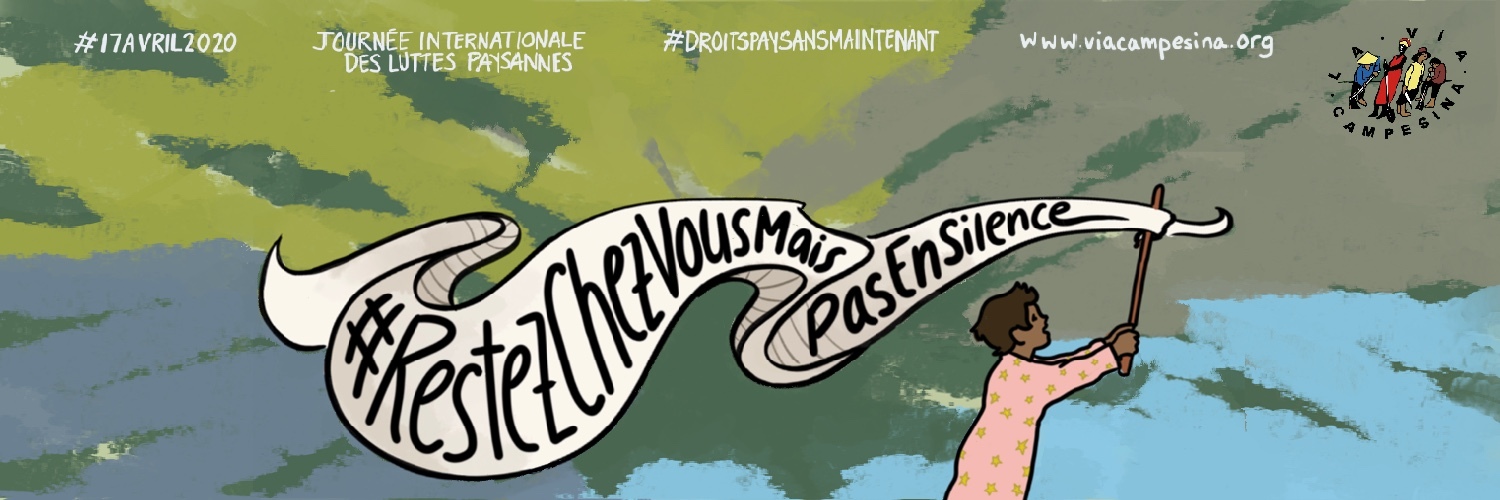 #17AVRIL2020
JOURNÉE INTERNATIONALE
DES LUTTES PAYSANNES
#DROITSPAYSANSMAINTENANT
www.viacampesina.org
LA VIA
CAMPESINA
#RestezChezVousMais
PasEnSilence